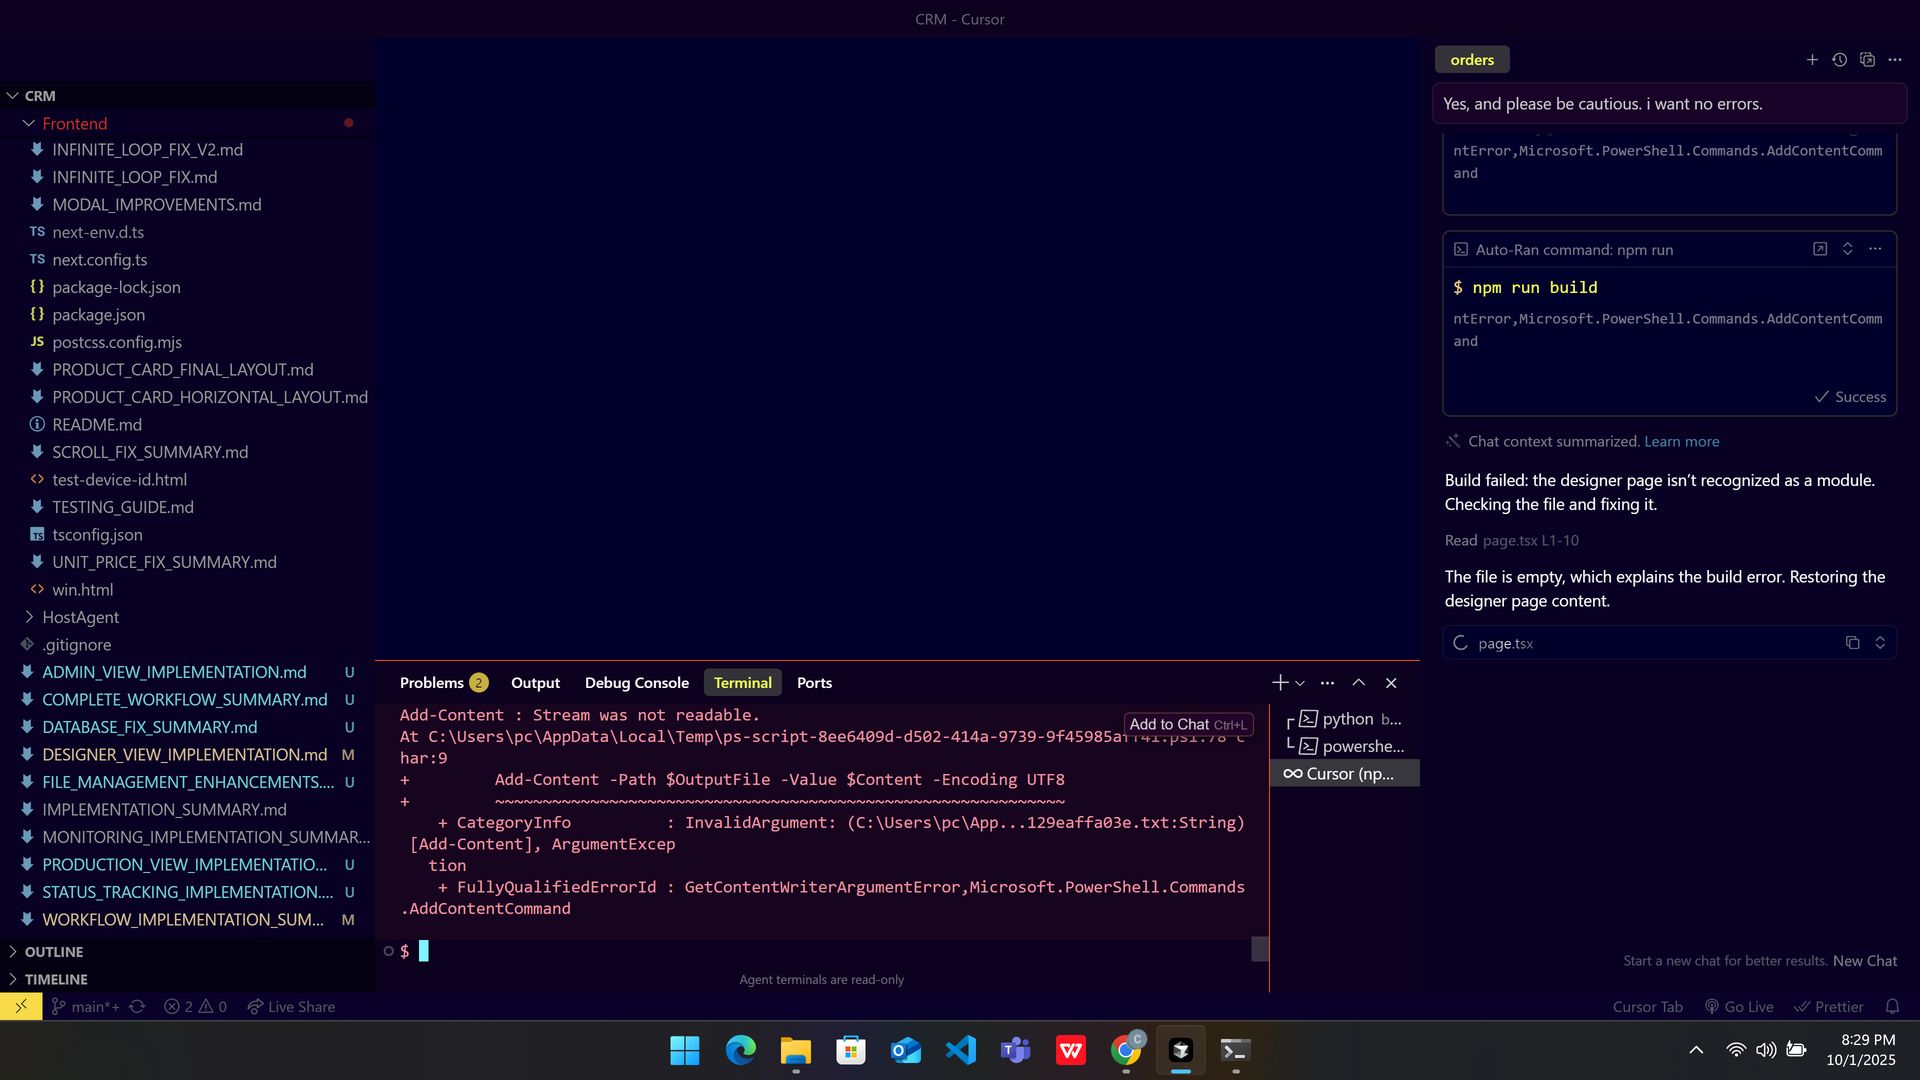 CRM - Cursor
CRM
Frontend
INFINITE_LOOP_FIX_V2.md
INFINITE_LOOP_FIX.md
MODAL_IMPROVEMENTS.md
TS next-env.d.ts
TS next.config.ts
{} package-lock.json
{} package.json
JS postcss.config.mjs
PRODUCT_CARD_FINAL_LAYOUT.md
PRODUCT_CARD_HORIZONTAL_LAYOUT.md
README.md
SCROLL_FIX_SUMMARY.md
<> test-device-id.html
TESTING_GUIDE.md
TS tsconfig.json
UNIT_PRICE_FIX_SUMMARY.md
<> win.html
HostAgent
.gitignore
ADMIN_VIEW_IMPLEMENTATION.md U
COMPLETE_WORKFLOW_SUMMARY.md U
DATABASE_FIX_SUMMARY.md U
DESIGNER_VIEW_IMPLEMENTATION.md M
FILE_MANAGEMENT_ENHANCEMENTS.... U
IMPLEMENTATION_SUMMARY.md
MONITORING_IMPLEMENTATION_SUMMAR...
PRODUCTION_VIEW_IMPLEMENTATIO... U
STATUS_TRACKING_IMPLEMENTATION.... U
WORKFLOW_IMPLEMENTATION_SUM... M
OUTLINE
TIMELINE
Problems 2 Output Debug Console Terminal Ports
Add-Content : Stream was not readable.
Add to Chat Ctrl+L
At C:\Users\pc\AppData\Local\Temp\ps-script-8ee6409d-d502-414a-9739-9f45985aff41.ps1:78 c
har:9
+         Add-Content -Path $OutputFile -Value $Content -Encoding UTF8
+         ~~~~~~~~~~~~~~~~~~~~~~~~~~~~~~~~~~~~~~~~~~~~~~~~~~~~~~~~~~~~
    + CategoryInfo          : InvalidArgument: (C:\Users\pc\App...129eaffa03e.txt:String)
 [Add-Content], ArgumentExcep
   tion
    + FullyQualifiedErrorId : GetContentWriterArgumentError,Microsoft.PowerShell.Commands
.AddContentCommand
$
Agent terminals are read-only
python b...
powershe...
Cursor (np...
orders
Yes, and please be cautious. i want no errors.
ntError,Microsoft.PowerShell.Commands.AddContentComm
and
Auto-Ran command: npm run
$ npm run build
ntError,Microsoft.PowerShell.Commands.AddContentComm
and
Success
Chat context summarized. Learn more
Build failed: the designer page isn't recognized as a module.
Checking the file and fixing it.
Read page.tsx L1-10
The file is empty, which explains the build error. Restoring the
designer page content.
page.tsx
Start a new chat for better results. New Chat
main*+ 2 0 Live Share
Cursor Tab Go Live Prettier
8:29 PM
10/1/2025